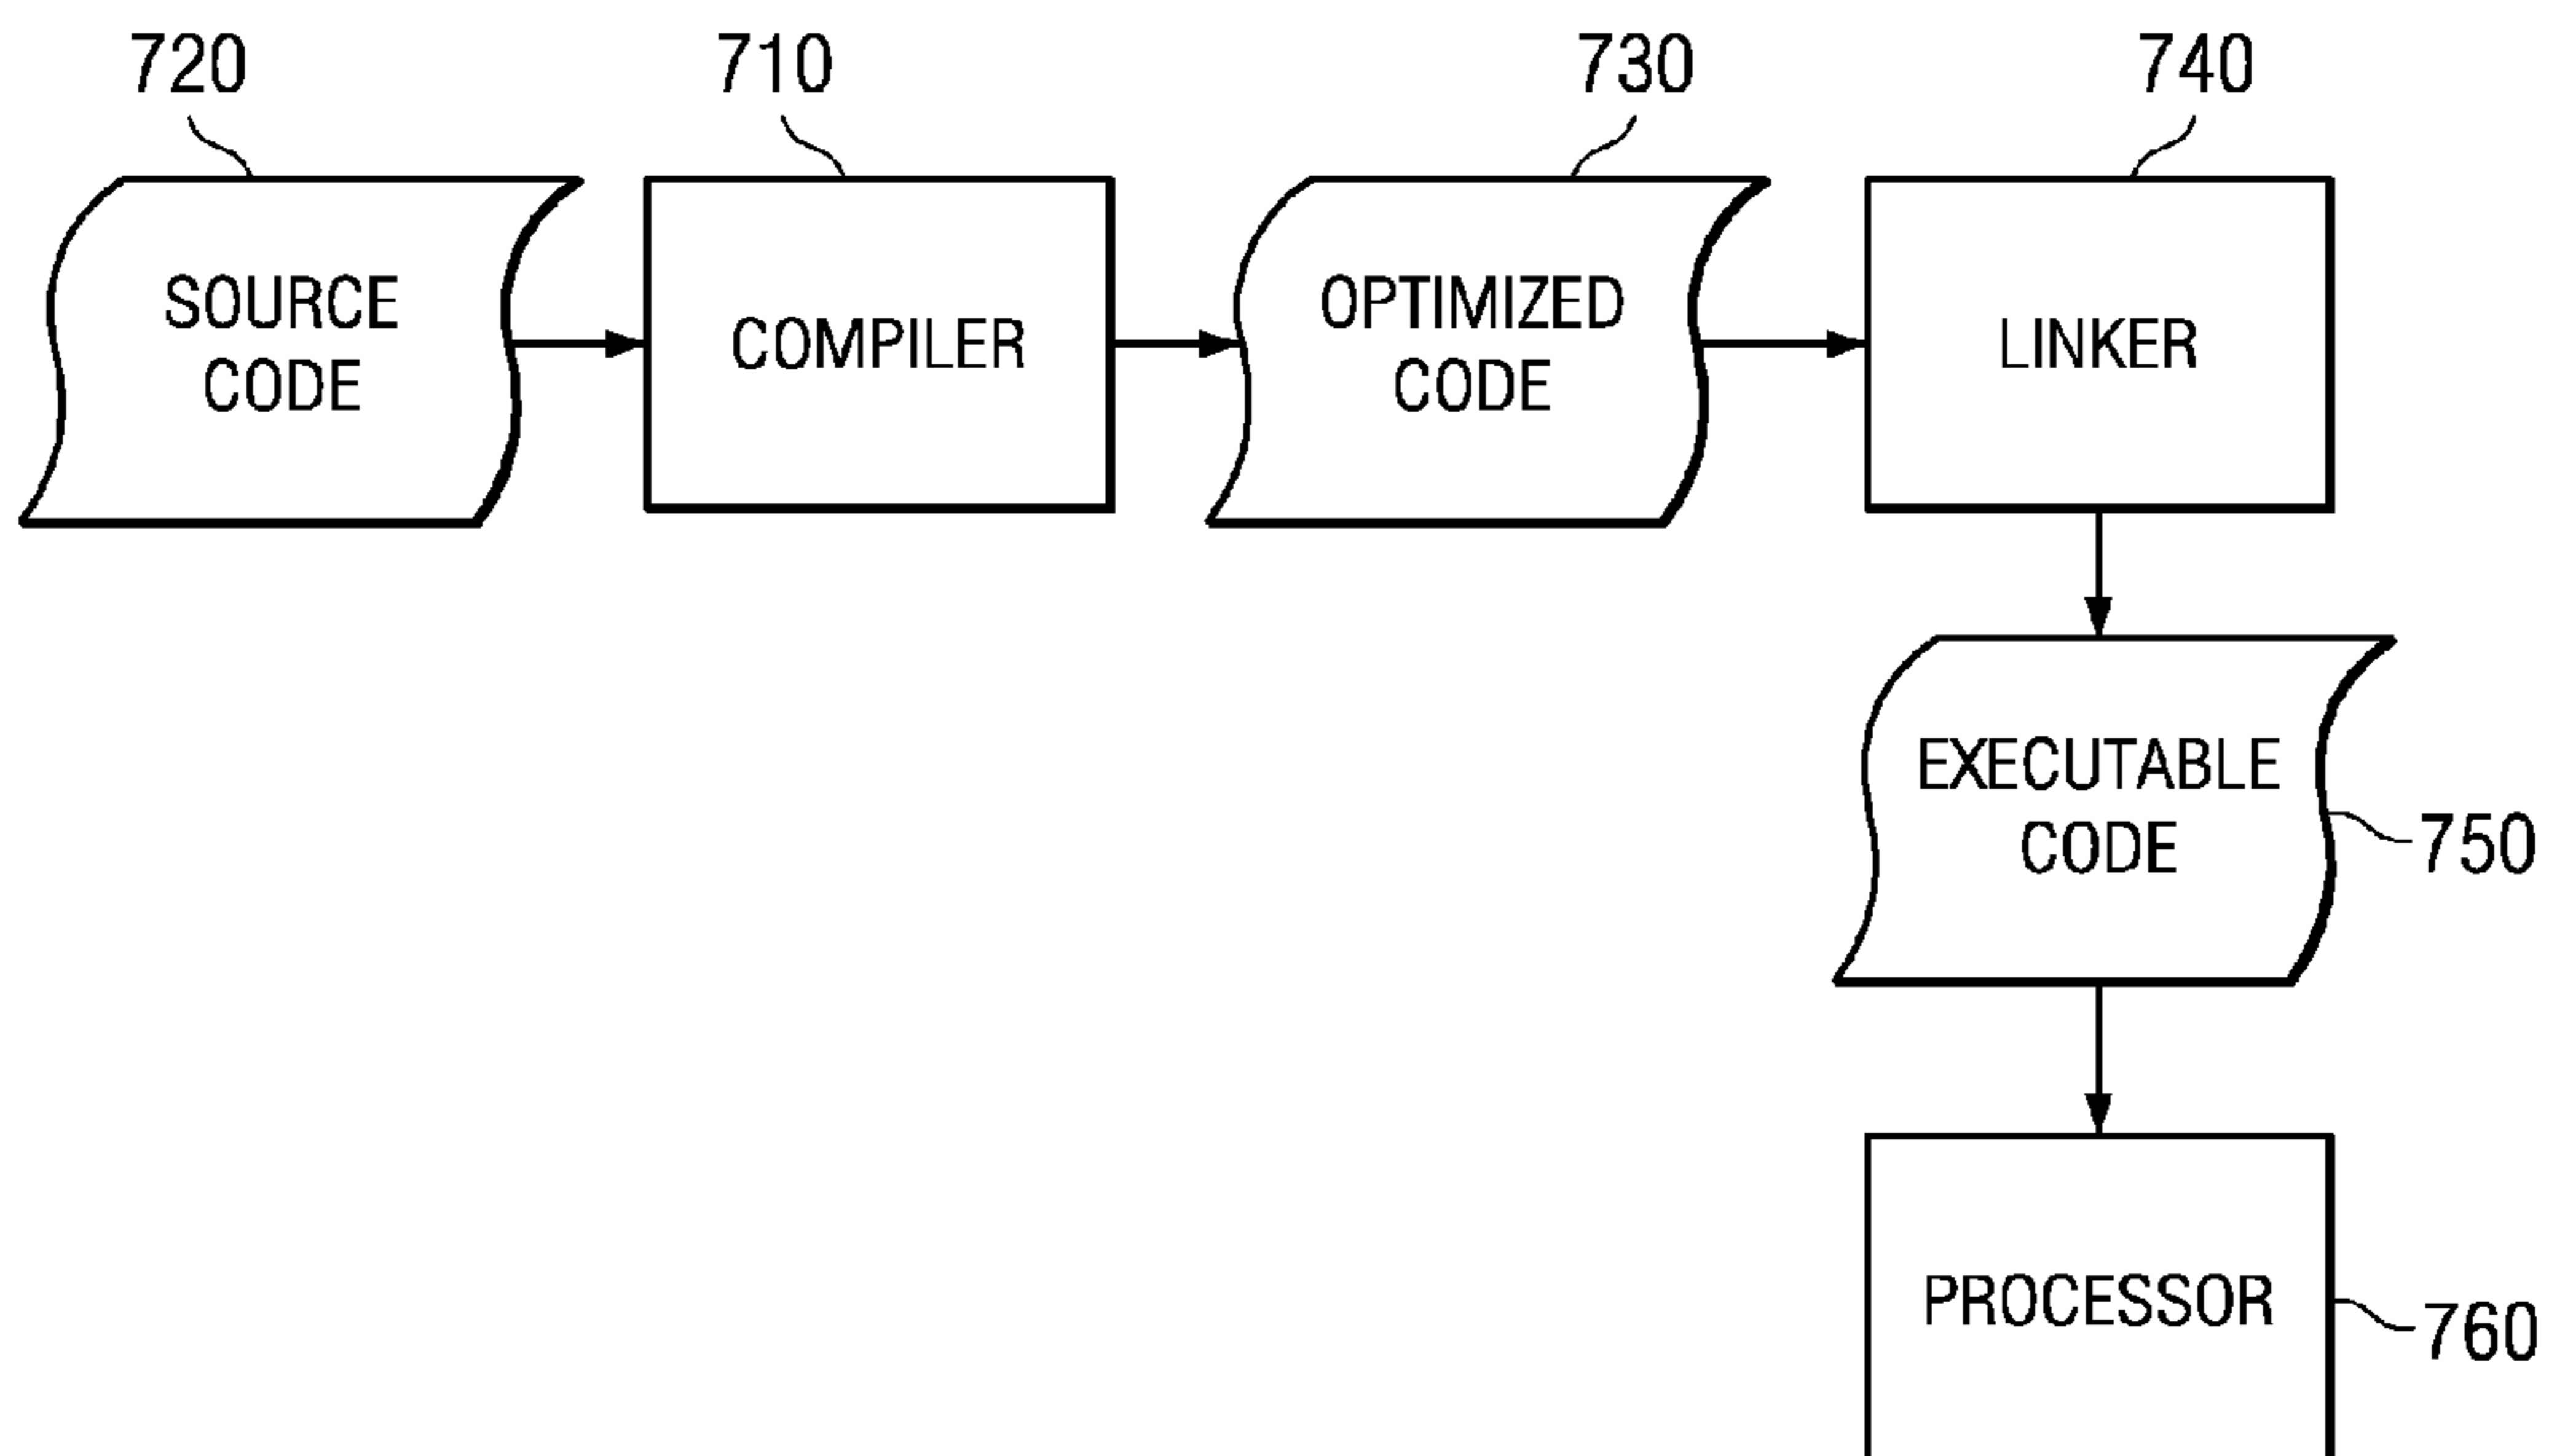 720
710
730
740
SOURCE
CODE
COMPILER
OPTIMIZED
CODE
LINKER
EXECUTABLE
CODE
750
PROCESSOR
760